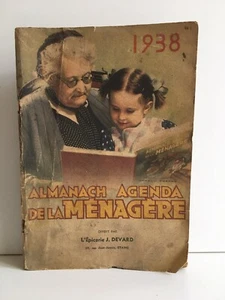 1938
ALMANACH AGENDA
DE LA MÉNAGÈRE
L'Épicerie J. DEVARD